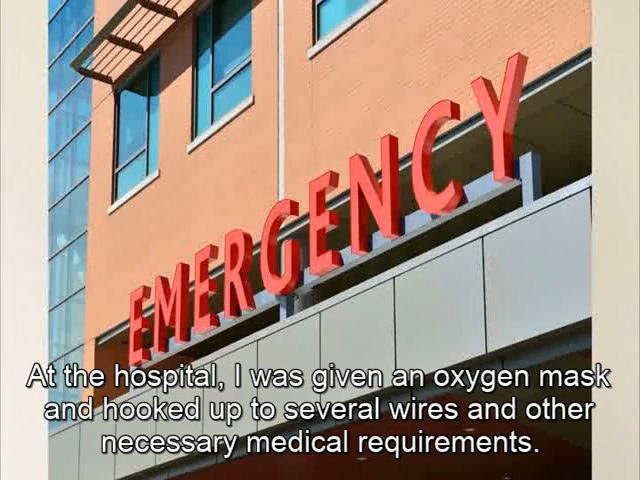 EMERGENCY
At the hospital, I was given an oxygen mask
and hooked up to several wires and other
necessary medical requirements.